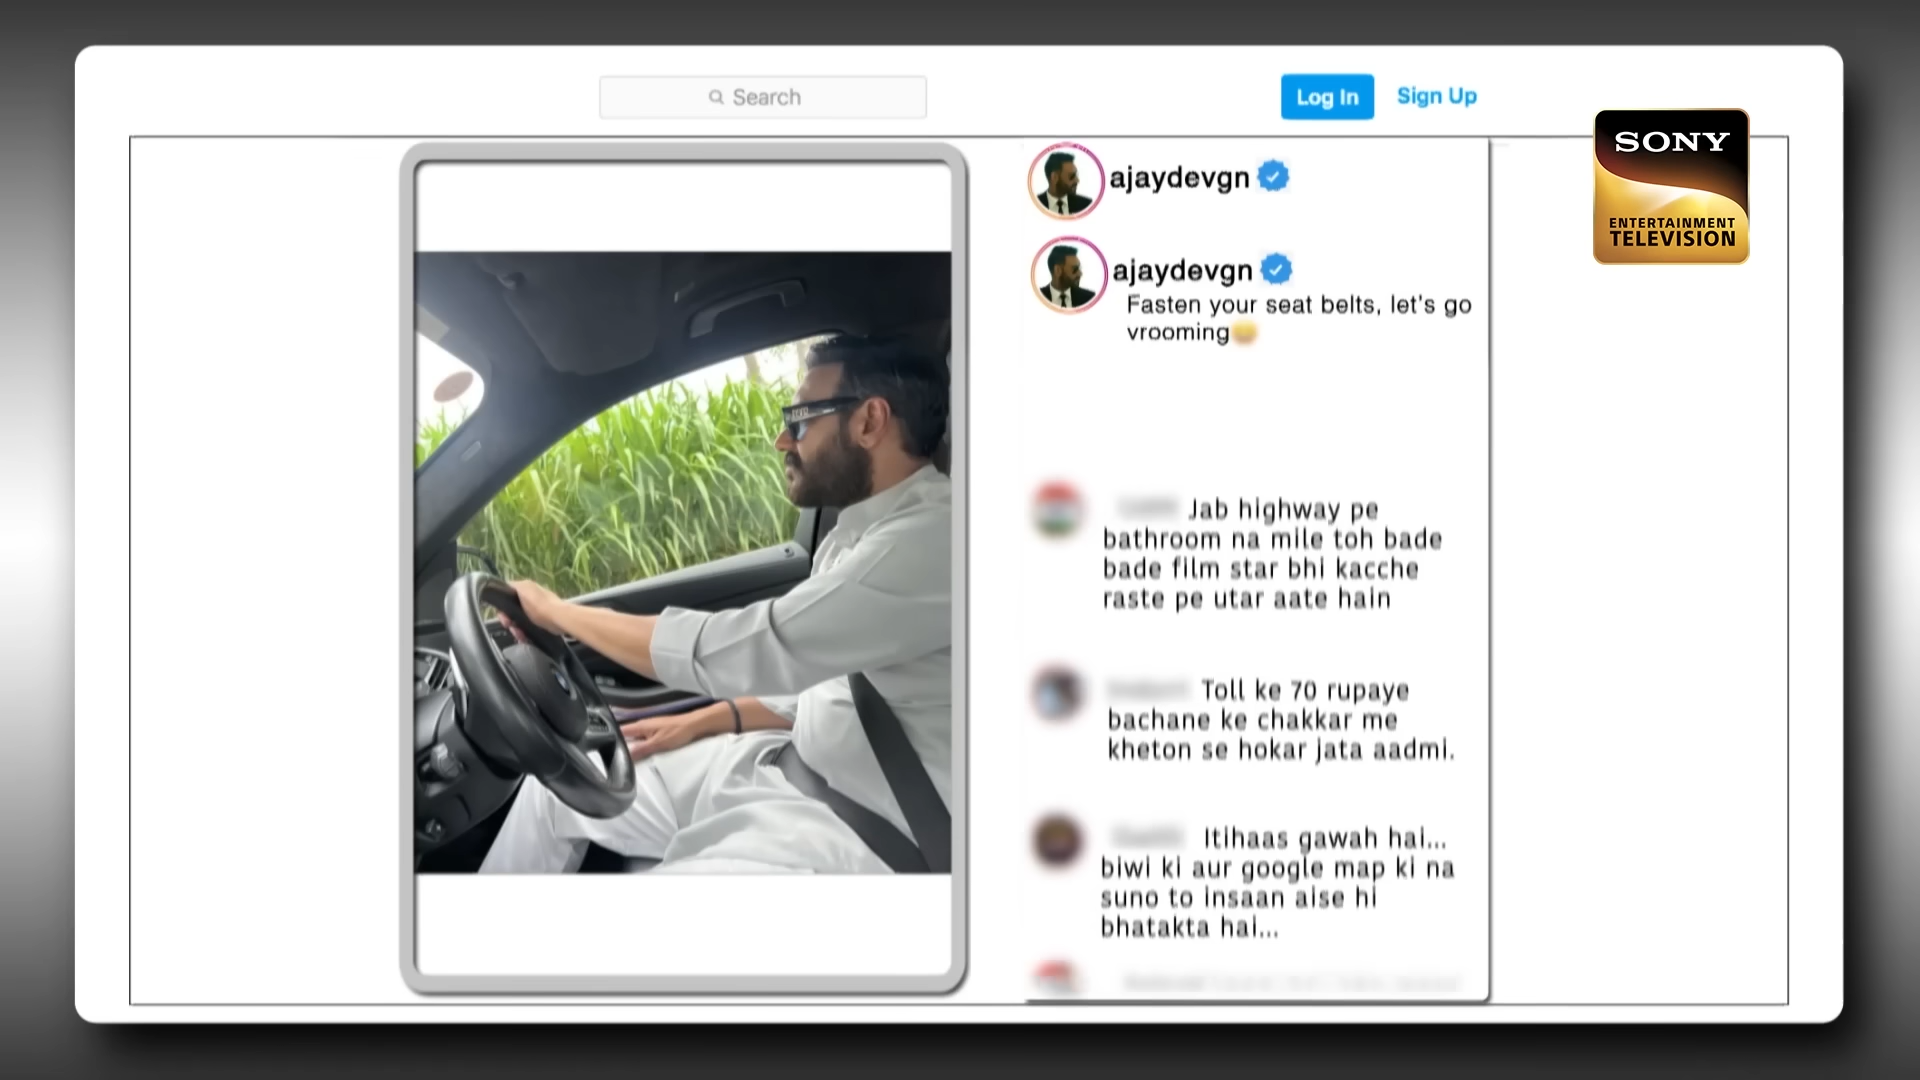 Search
Log In
Sign Up
SONY
ENTERTAINMENT
TELEVISION
ajaydevgn
ajaydevgn
Fasten your seat belts, let's go
vrooming
Jab highway pe
bathroom na mile toh bade
bade film star bhi kacche
raste pe utar aate hain
Toll ke 70 rupaye
bachane ke chakkar me
kheton se hokar jata aadmi.
Itihaas gawah hai...
biwi ki aur google map ki na
suno to insaan aise hi
bhatakta hai...